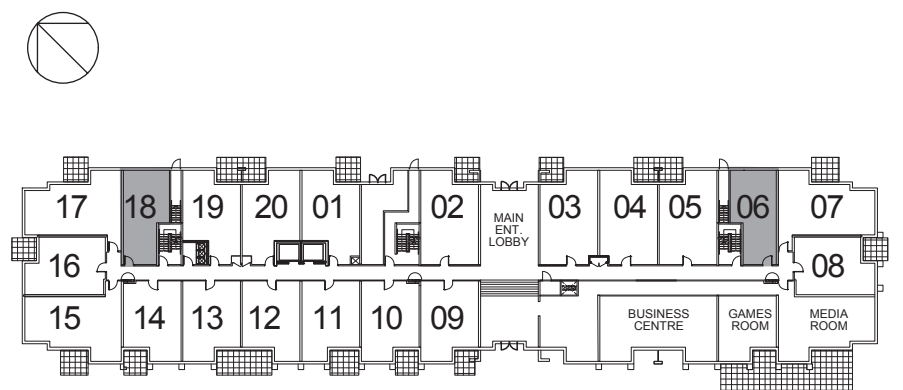 17
18
19
20
01
02
MAIN
ENT.
LOBBY
03
04
05
06
07
16
08
15
14
13
12
11
10
09
BUSINESS
CENTRE
GAMES
ROOM
MEDIA
ROOM